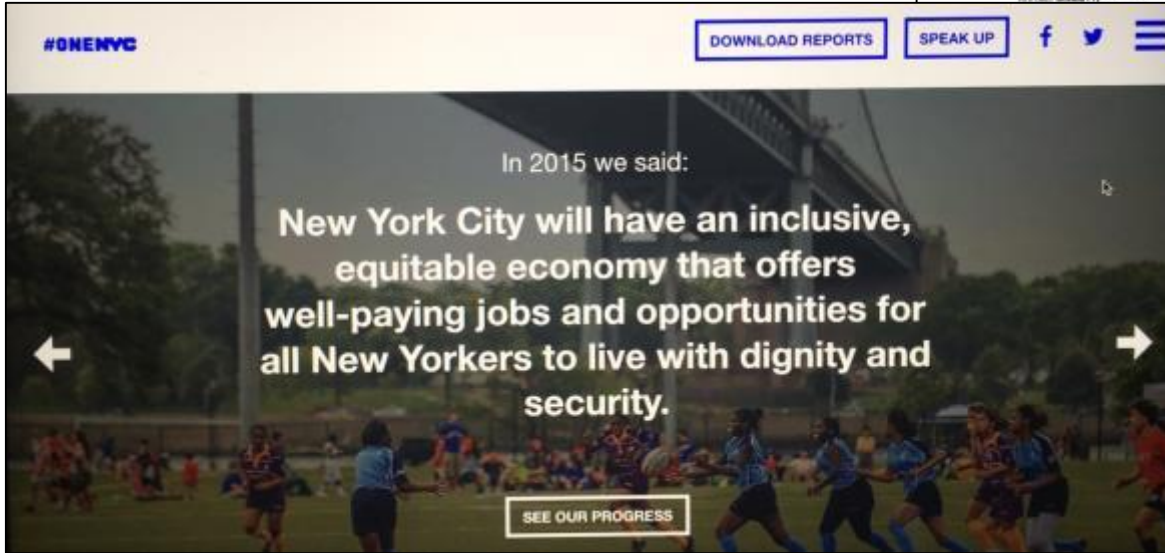 #ONENYC
DOWNLOAD REPORTS
SPEAK UP
In 2015 we said:
New York City will have an inclusive,
equitable economy that offers
well-paying jobs and opportunities for
all New Yorkers to live with dignity and
security.
SEE OUR PROGRESS